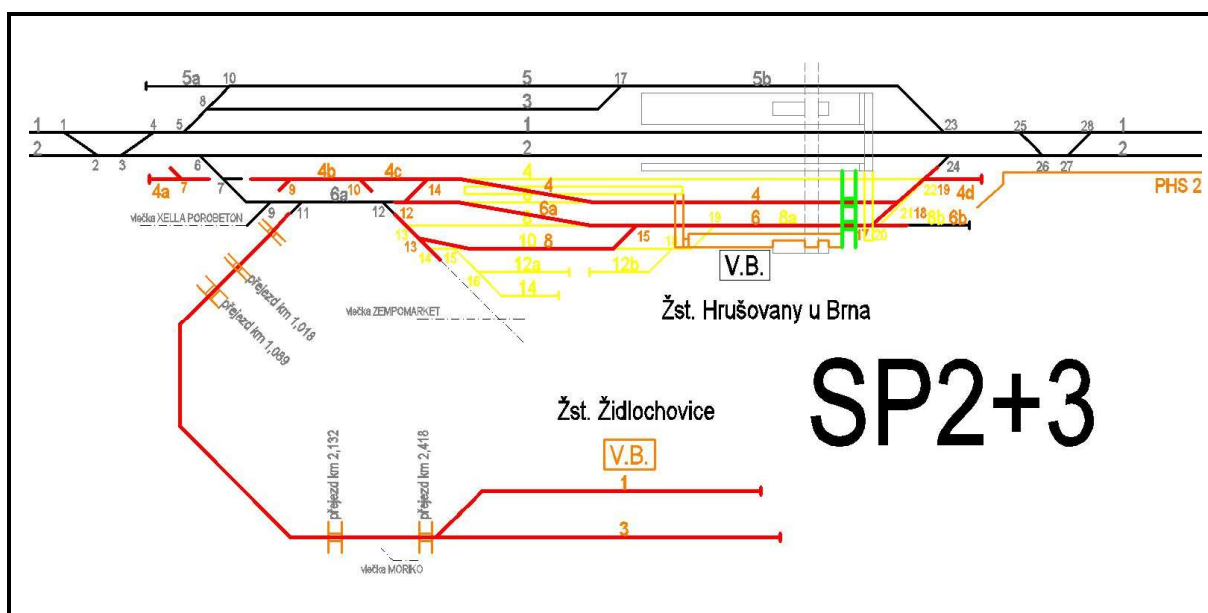 5a 10 5 17 5b
8 3
1 1 4 5 1 23 25 28 1
2 2 3 6 2 24 26 27 2
4a 7 7 4b 4c 4 22 19 4d PHS 2
9 10 14 4 4
6a 6
vlečka XELLA POROBETON 9 11 12 12 6a 6 8a 19 21 18 8b 6b
13 8 15 17 20
13 10 8 18
14 15 12a 12b V.B.
16 14
vlečka ZEMPOMARKET
Žst. Hrušovany u Brna
přejezd km 1,018
přejezd km 1,089
SP2+3
Žst. Židlochovice
V.B.
přejezd km 2,132
přejezd km 2,418
1
3
vlečka MORIKO